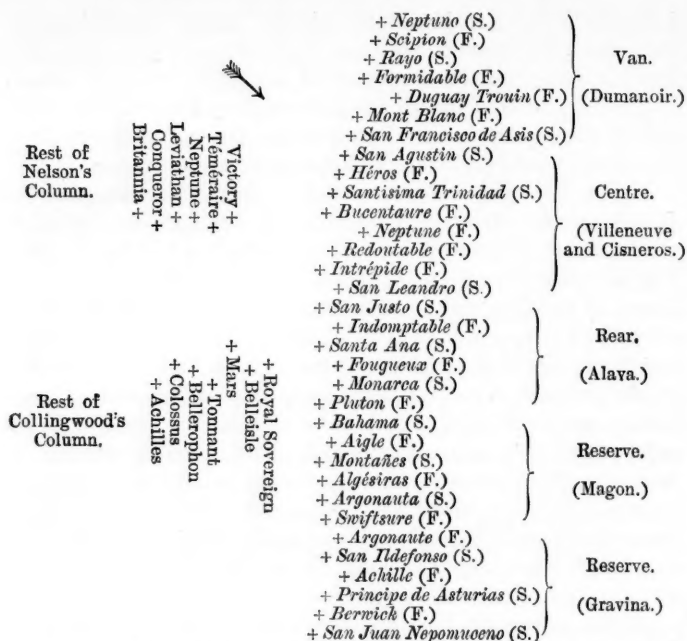 Rest of
Nelson's
Column.
Victory +
Téméraire +
Neptune +
Leviathan +
Conqueror +
Britannia +
Rest of
Collingwood's
Column.
+ Royal Sovereign
+ Belleisle
+ Mars
+ Tonnant
+ Bellerophon
+ Colossus
+ Achilles
+ Neptuno (S.)
+ Scipion (F.)
+ Rayo (S.)
+ Formidable (F.)
+ Duguay Trouin (F.)
+ Mont Blanc (F.)
+ San Francisco de Asis (S.)
Van.
(Dumanoir.)
+ San Agustin (S.)
+ Héros (F.)
+ Santisima Trinidad (S.)
+ Bucentaure (F.)
+ Neptune (F.)
+ Redoutable (F.)
+ Intrépide (F.)
+ San Leandro (S.)
Centre.
(Villeneuve
and Cisneros.)
+ San Justo (S.)
+ Indomptable (F.)
+ Santa Ana (S.)
+ Fougueux (F.)
+ Monarca (S.)
+ Pluton (F.)
Rear.
(Alava.)
+ Bahama (S.)
+ Aigle (F.)
+ Montañes (S.)
+ Algésiras (F.)
+ Argonauta (S.)
+ Swiftsure (F.)
Reserve.
(Magon.)
+ Argonaute (F.)
+ San Ildefonso (S.)
+ Achille (F.)
+ Principe de Asturias (S.)
+ Berwick (F.)
+ San Juan Nepomuceno (S.)
Reserve.
(Gravina.)